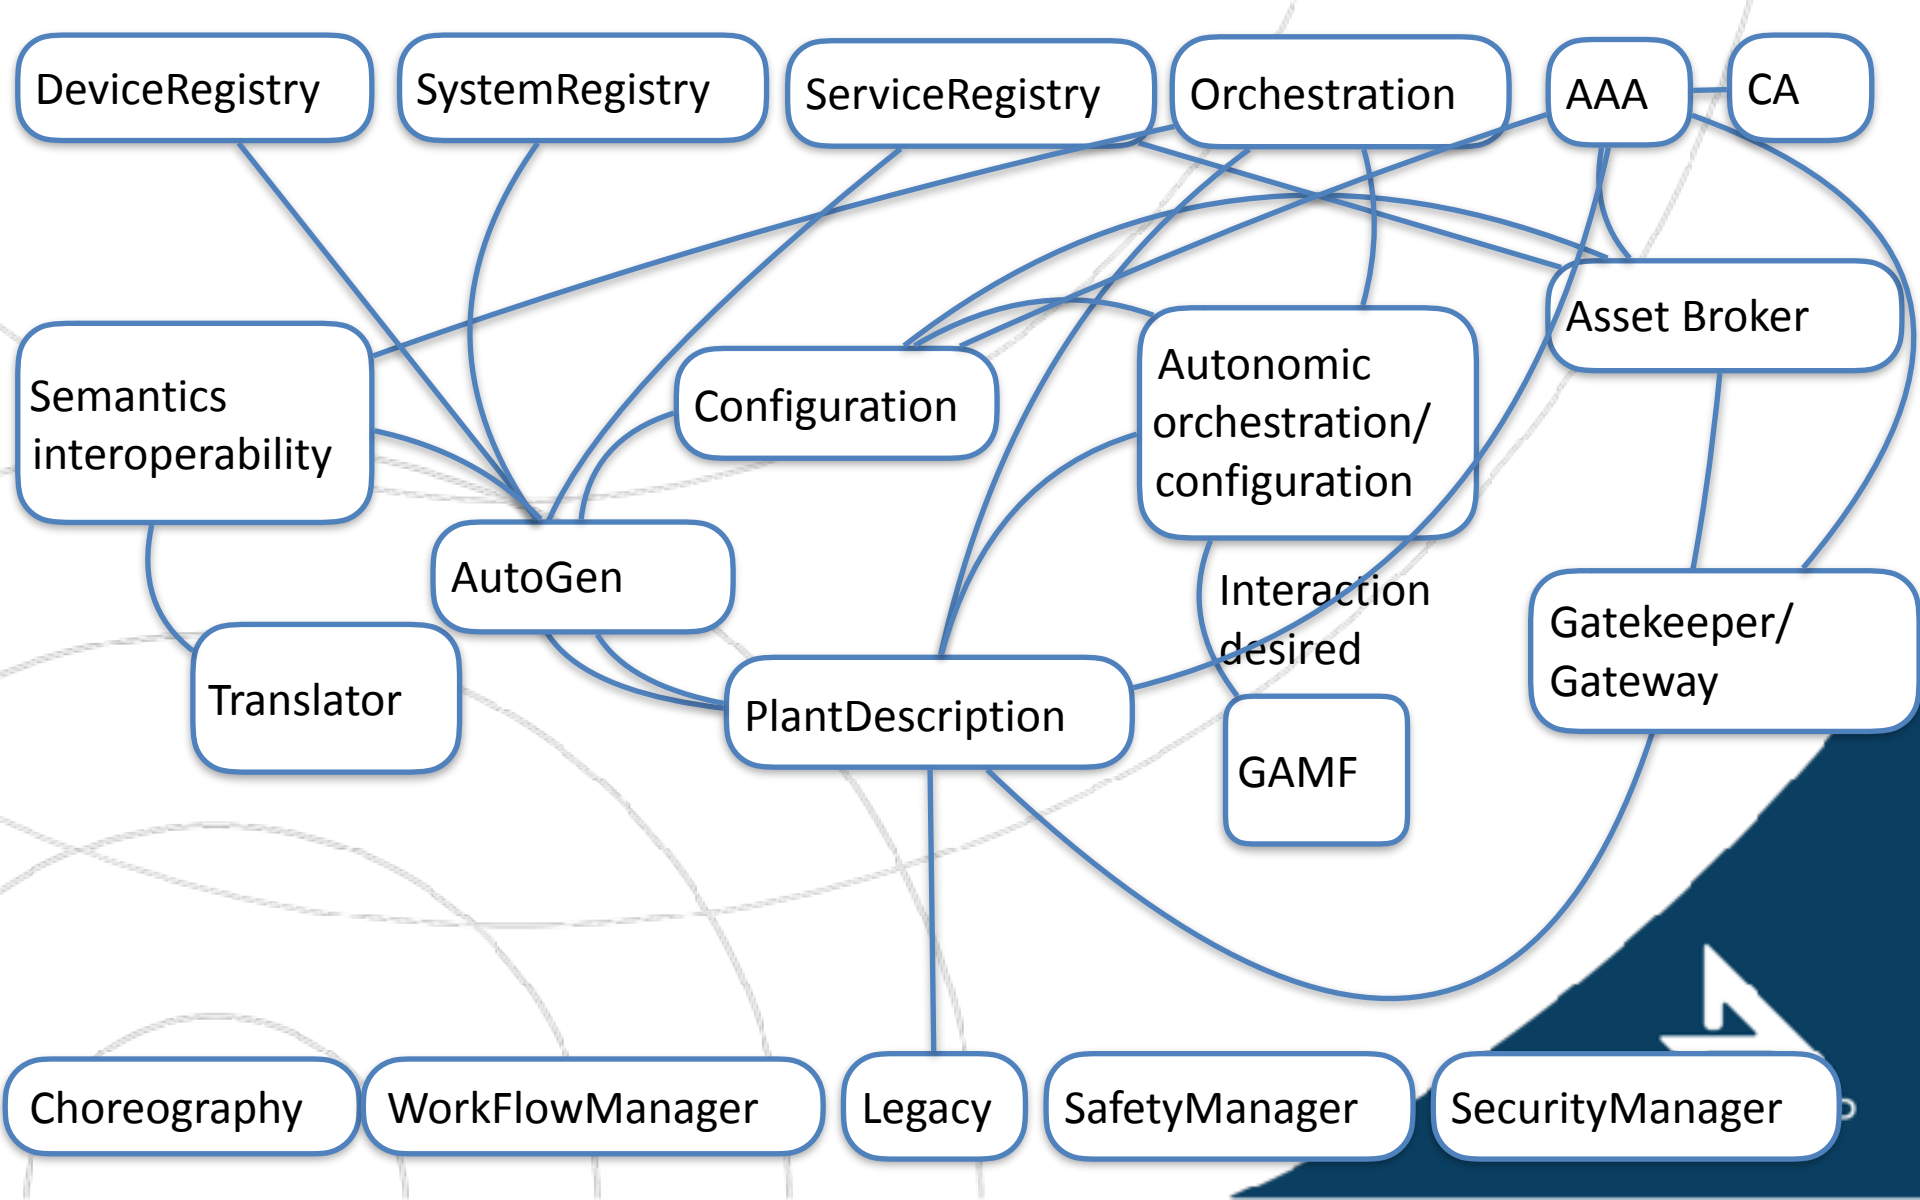 DeviceRegistry
SystemRegistry
ServiceRegistry
Orchestration
AAA
CA
Semantics
interoperability
Configuration
Autonomic
orchestration/
configuration
Asset Broker
AutoGen
Interaction
desired
Gatekeeper/
Gateway
Translator
PlantDescription
GAMF
Choreography
WorkFlowManager
Legacy
SafetyManager
SecurityManager